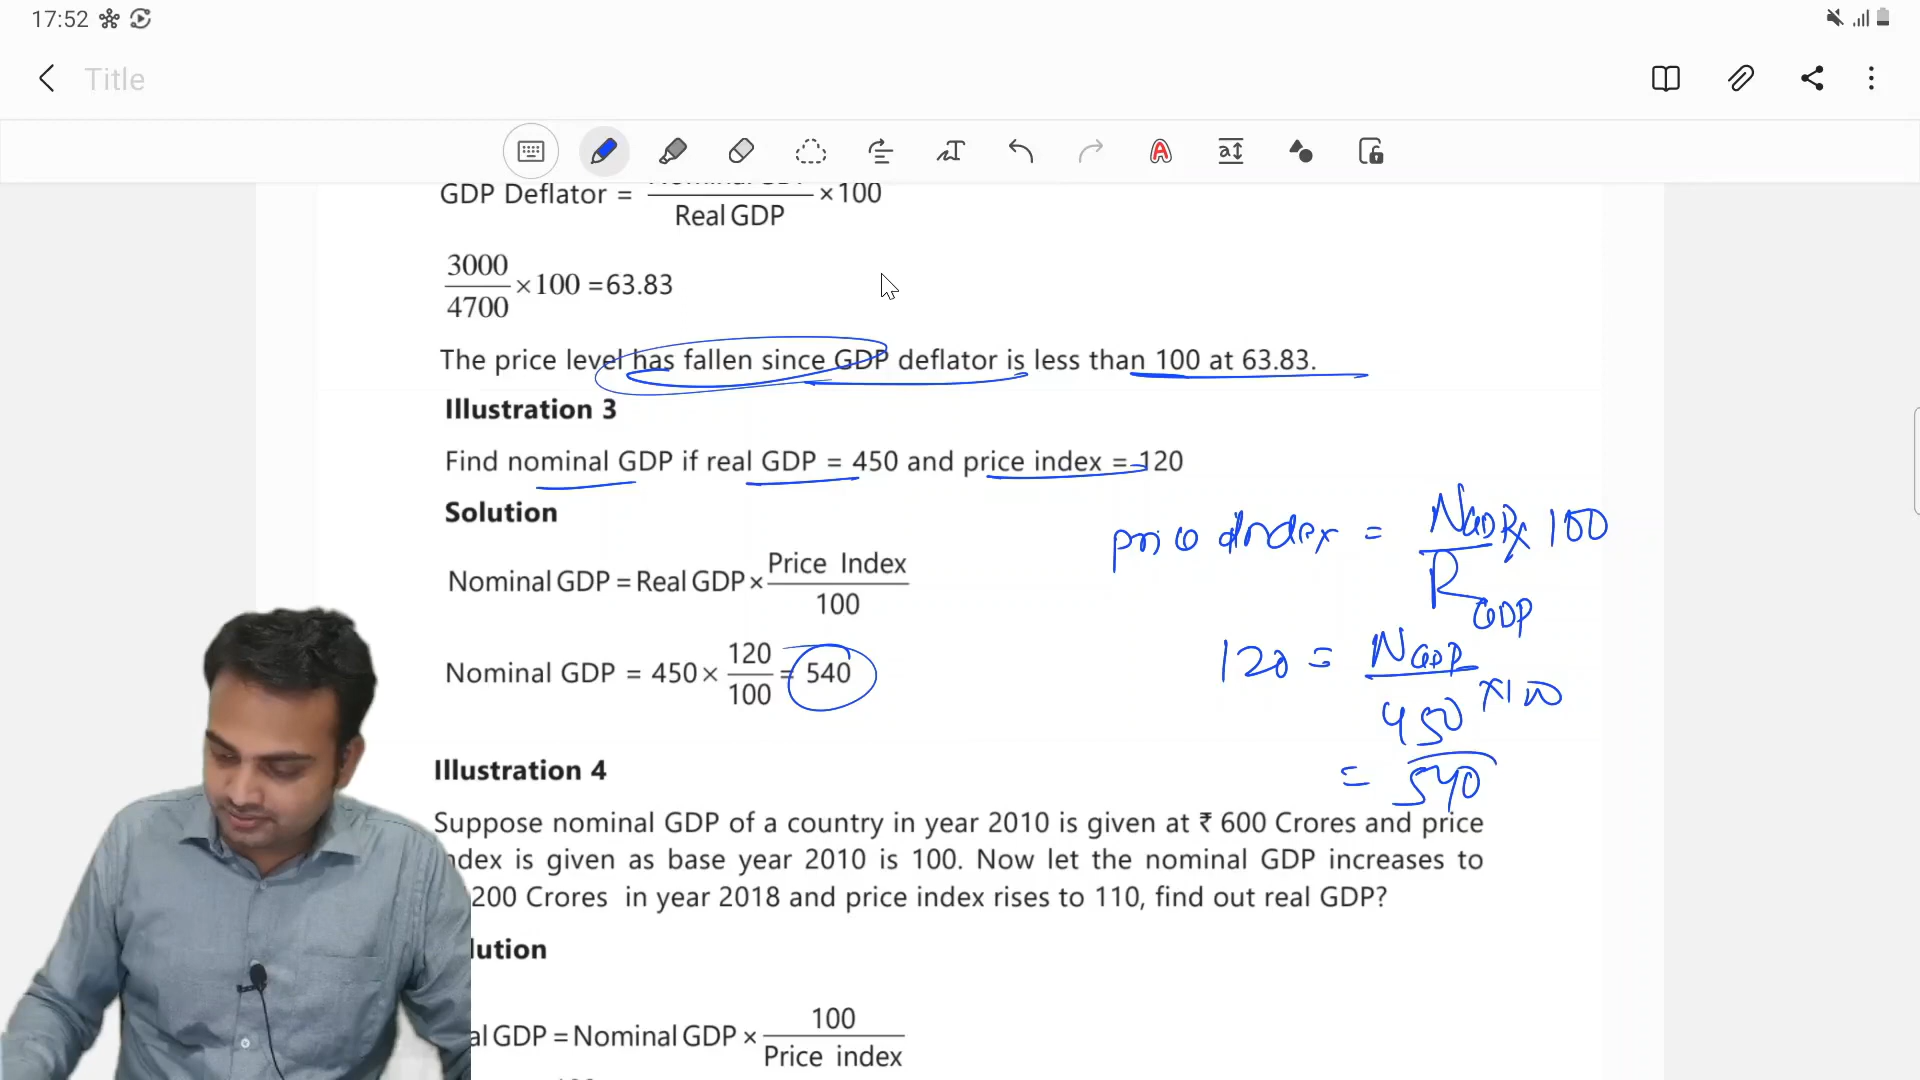 17:52
Title
GDP Deflator = Nominal GDP / Real GDP ×100
3000 / 4700 ×100 =63.83
The price level has fallen since GDP deflator is less than 100 at 63.83.
Illustration 3
Find nominal GDP if real GDP = 450 and price index = 120
Solution
price Index = NGDP / RGDP × 100
Nominal GDP = Real GDP × Price Index / 100
120 = NGDP / 450 ×100
Nominal GDP = 450 × 120 / 100 = 540
= 540
Illustration 4
Suppose nominal GDP of a country in year 2010 is given at ₹ 600 Crores and price
ndex is given as base year 2010 is 100. Now let the nominal GDP increases to
200 Crores in year 2018 and price index rises to 110, find out real GDP?
lution
al GDP = Nominal GDP × 100 / Price index